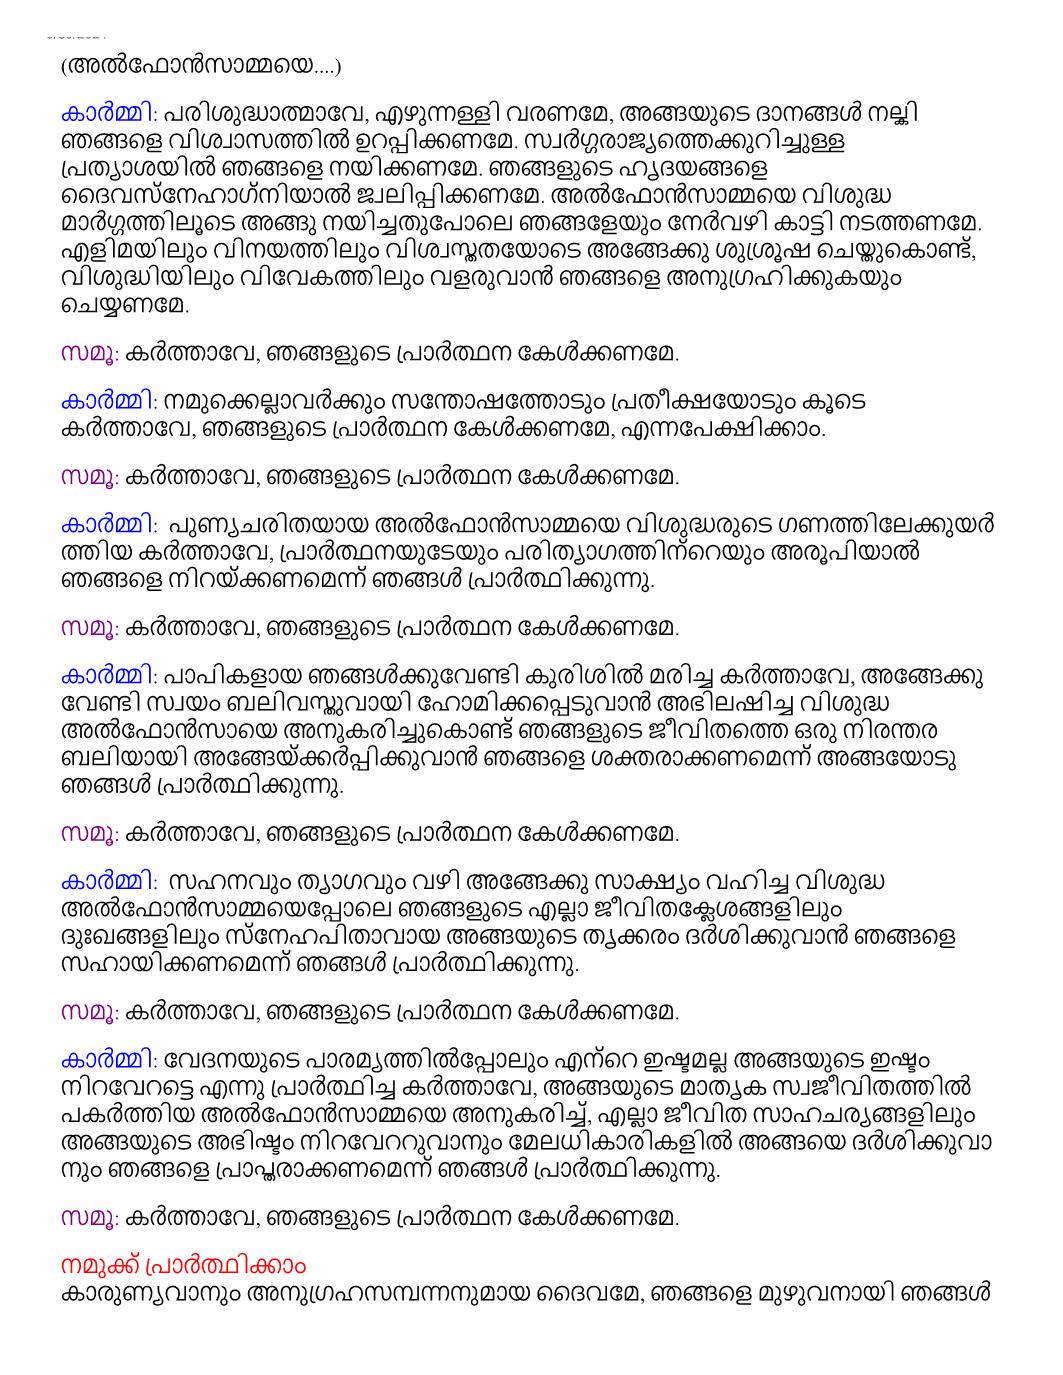 (അൽഫോൻസാമ്മയെ....)
കാർമ്മി: പരിശുദ്ധാത്മാവേ, എഴുന്നള്ളി വരണമേ, അങ്ങയുടെ ദാനങ്ങൾ നല്കി
ഞങ്ങളെ വിശ്വാസത്തിൽ ഉറപ്പിക്കണമേ. സ്വർഗ്ഗരാജ്യത്തെക്കുറിച്ചുള്ള
പ്രത്യാശയിൽ ഞങ്ങളെ നയിക്കണമേ. ഞങ്ങളുടെ ഹൃദയങ്ങളെ
ദൈവസ്നേഹാഗ്നിയാൽ ജ്വലിപ്പിക്കണമേ. അൽഫോൻസാമ്മയെ വിശുദ്ധ
മാർഗ്ഗത്തിലൂടെ അങ്ങു നയിച്ചതുപോലെ ഞങ്ങളേയും നേർവഴി കാട്ടി നടത്തണമേ.
എളിമയിലും വിനയത്തിലും വിശ്വസ്തതയോടെ അങ്ങേക്കു ശുശ്രൂഷ ചെയ്തുകൊണ്ട്,
വിശുദ്ധിയിലും വിവേകത്തിലും വളരുവാൻ ഞങ്ങളെ അനുഗ്രഹിക്കുകയും
ചെയ്യണമേ.
സമൂ: കർത്താവേ, ഞങ്ങളുടെ പ്രാർത്ഥന കേൾക്കണമേ.
കാർമ്മി: നമുക്കെല്ലാവർക്കും സന്തോഷത്തോടും പ്രതീക്ഷയോടും കൂടെ
കർത്താവേ, ഞങ്ങളുടെ പ്രാർത്ഥന കേൾക്കണമേ, എന്നപേക്ഷിക്കാം.
സമൂ: കർത്താവേ, ഞങ്ങളുടെ പ്രാർത്ഥന കേൾക്കണമേ.
കാർമ്മി: പുണ്യചരിതയായ അൽഫോൻസാമ്മയെ വിശുദ്ധരുടെ ഗണത്തിലേക്കുയർ
ത്തിയ കർത്താവേ, പ്രാർത്ഥനയുടേയും പരിത്യാഗത്തിന്റെയും അരൂപിയാൽ
ഞങ്ങളെ നിറയ്ക്കണമെന്ന് ഞങ്ങൾ പ്രാർത്ഥിക്കുന്നു.
സമൂ: കർത്താവേ, ഞങ്ങളുടെ പ്രാർത്ഥന കേൾക്കണമേ.
കാർമ്മി: പാപികളായ ഞങ്ങൾക്കുവേണ്ടി കുരിശിൽ മരിച്ച കർത്താവേ, അങ്ങേക്കു
വേണ്ടി സ്വയം ബലിവസ്തുവായി ഹോമിക്കപ്പെടുവാൻ അഭിലഷിച്ച വിശുദ്ധ
അൽഫോൻസായെ അനുകരിച്ചുകൊണ്ട് ഞങ്ങളുടെ ജീവിതത്തെ ഒരു നിരന്തര
ബലിയായി അങ്ങേയ്ക്കർപ്പിക്കുവാൻ ഞങ്ങളെ ശക്തരാക്കണമെന്ന് അങ്ങയോടു
ഞങ്ങൾ പ്രാർത്ഥിക്കുന്നു.
സമൂ: കർത്താവേ, ഞങ്ങളുടെ പ്രാർത്ഥന കേൾക്കണമേ.
കാർമ്മി: സഹനവും ത്യാഗവും വഴി അങ്ങേക്കു സാക്ഷ്യം വഹിച്ച വിശുദ്ധ
അൽഫോൻസാമ്മയെപ്പോലെ ഞങ്ങളുടെ എല്ലാ ജീവിതക്ലേശങ്ങളിലും
ദുഃഖങ്ങളിലും സ്നേഹപിതാവായ അങ്ങയുടെ തൃക്കരം ദർശിക്കുവാൻ ഞങ്ങളെ
സഹായിക്കണമെന്ന് ഞങ്ങൾ പ്രാർത്ഥിക്കുന്നു.
സമൂ: കർത്താവേ, ഞങ്ങളുടെ പ്രാർത്ഥന കേൾക്കണമേ.
കാർമ്മി: വേദനയുടെ പാരമ്യത്തിൽപ്പോലും എന്റെ ഇഷ്ടമല്ല അങ്ങയുടെ ഇഷ്ടം
നിറവേറട്ടെ എന്നു പ്രാർത്ഥിച്ച കർത്താവേ, അങ്ങയുടെ മാതൃക സ്വജീവിതത്തിൽ
പകർത്തിയ അൽഫോൻസാമ്മയെ അനുകരിച്ച്, എല്ലാ ജീവിത സാഹചര്യങ്ങളിലും
അങ്ങയുടെ അഭിഷ്ടം നിറവേററുവാനും മേലധികാരികളിൽ അങ്ങയെ ദർശിക്കുവാ
നും ഞങ്ങളെ പ്രാപ്തരാക്കണമെന്ന് ഞങ്ങൾ പ്രാർത്ഥിക്കുന്നു.
സമൂ: കർത്താവേ, ഞങ്ങളുടെ പ്രാർത്ഥന കേൾക്കണമേ.
നമുക്ക് പ്രാർത്ഥിക്കാം
കാരുണ്യവാനും അനുഗ്രഹസമ്പന്നനുമായ ദൈവമേ, ഞങ്ങളെ മുഴുവനായി ഞങ്ങൾ